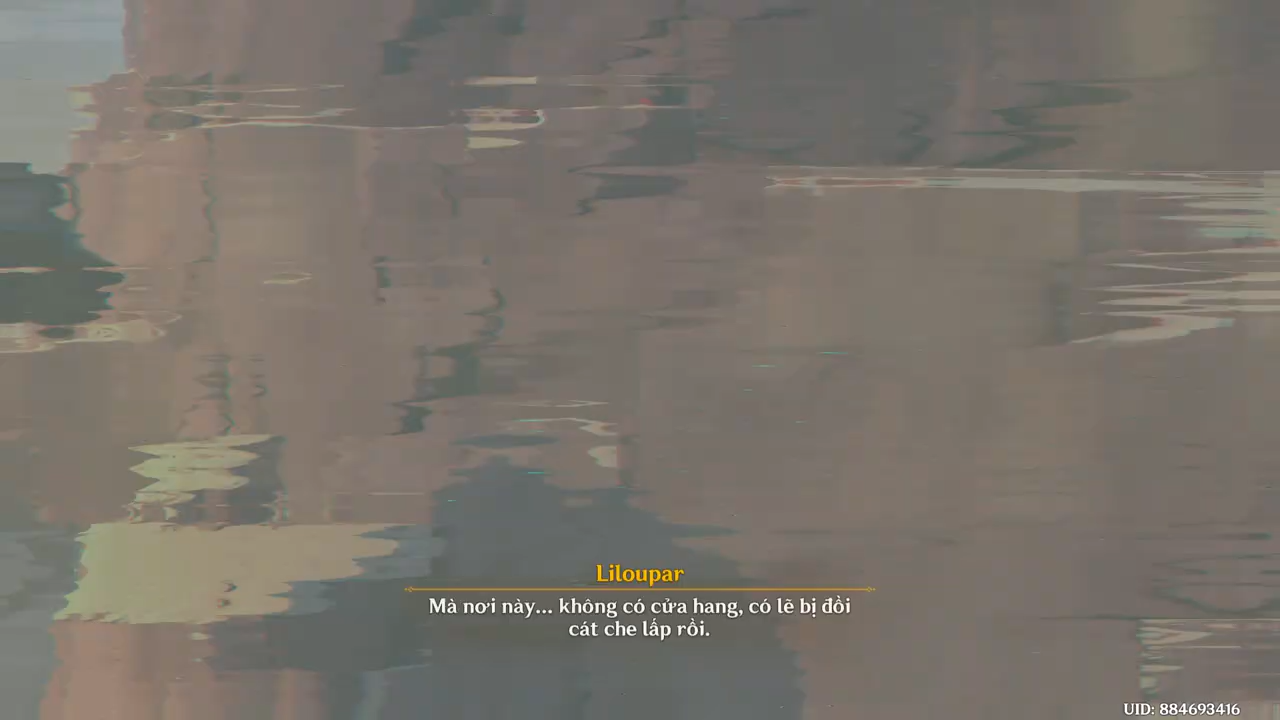 Liloupar
Mà nơi này... không có cửa hang, có lẽ bị đồi
cát che lấp rồi.
UID: 884693416